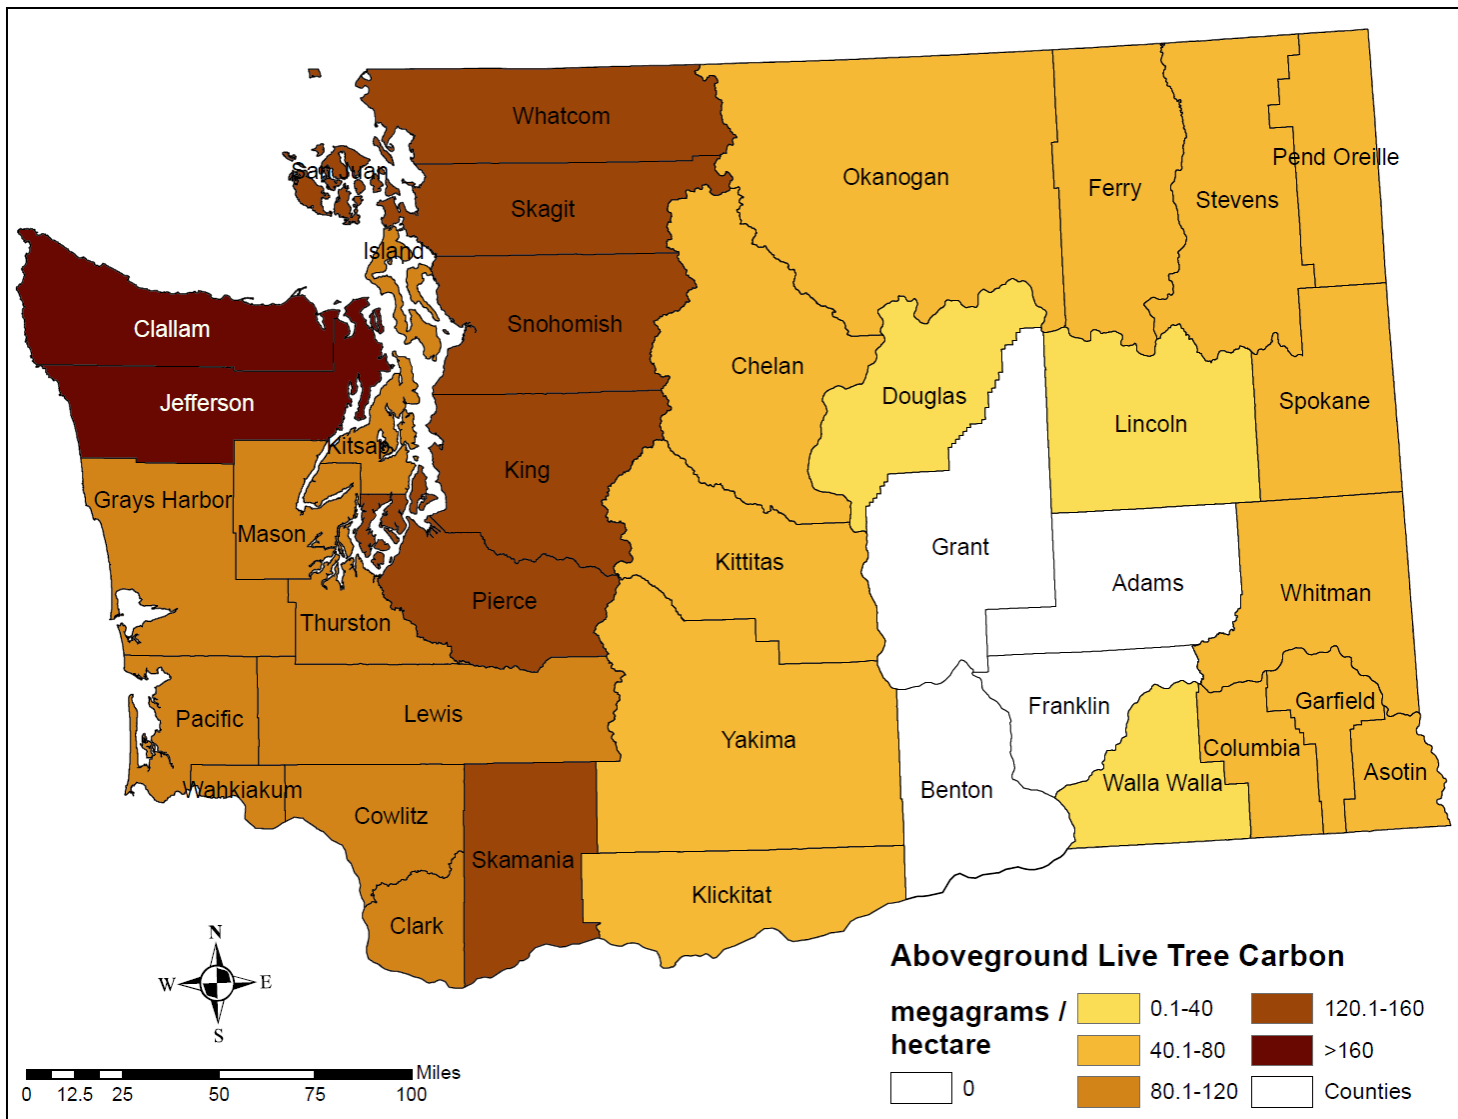 Whatcom
San Juan
Skagit
Island
Okanogan
Ferry
Stevens
Pend Oreille
Clallam
Snohomish
Jefferson
Chelan
Douglas
Lincoln
Spokane
Kitsap
King
Grays Harbor
Mason
Kittitas
Grant
Adams
Whitman
Pierce
Thurston
Pacific
Lewis
Yakima
Franklin
Garfield
Columbia
Asotin
Wahkiakum
Cowlitz
Benton
Walla Walla
Skamania
Klickitat
Clark
N
W
E
S
Miles
0 12.5 25 50 75 100
Aboveground Live Tree Carbon
megagrams /
hectare
0
0.1-40
40.1-80
80.1-120
120.1-160
>160
Counties